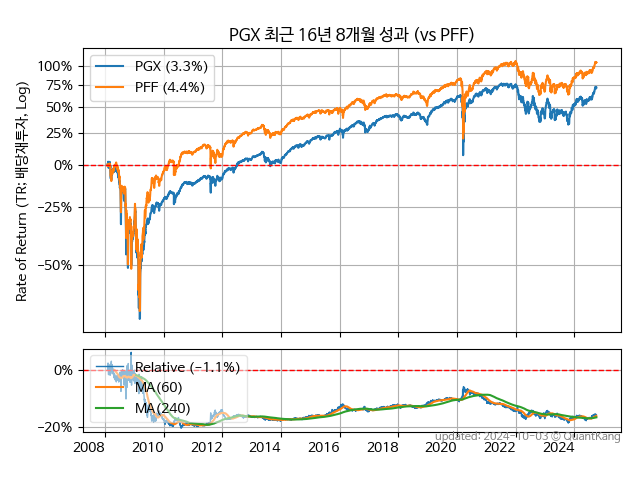 PGX 최근 16년 8개월 성과 (vs PFF)
Rate of Return (TR: 배당재투자, Log)
100%
75%
50%
25%
0%
−25%
−50%
PGX (3.3%)
PFF (4.4%)
0%
−20%
Relative (−1.1%)
MA(60)
MA(240)
2008 2010 2012 2014 2016 2018 2020 2022 2024
updated: 2024-10-03 © QuantKang